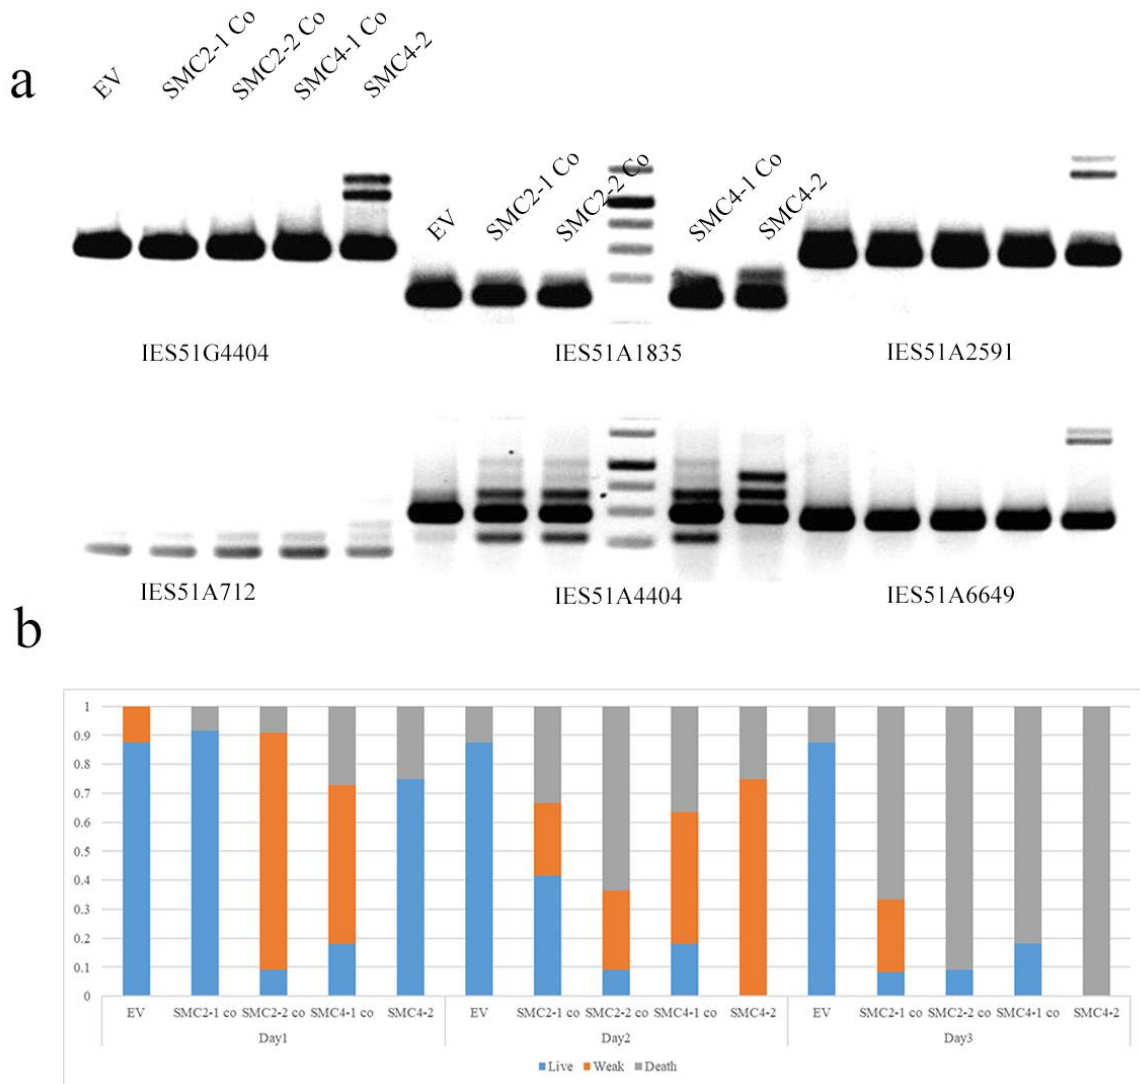 a
EV
SMC2-1 Co
SMC2-2 Co
SMC4-1 Co
SMC4-2
EV
SMC2-1 Co
SMC2-2 Co
SMC4-1 Co
SMC4-2
IES51G4404
IES51A1835
IES51A2591
IES51A712
IES51A4404
IES51A6649
b
1
0.9
0.8
0.7
0.6
0.5
0.4
0.3
0.2
0.1
0
EV SMC2-1 co SMC2-2 co SMC4-1 co SMC4-2 EV SMC2-1 co SMC2-2 co SMC4-1 co SMC4-2 EV SMC2-1 co SMC2-2 co SMC4-1 co SMC4-2
Day1 Day2 Day3
Live Weak Death